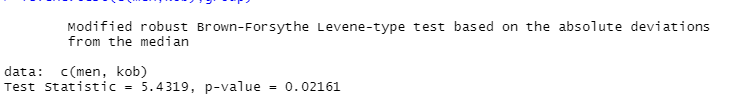 Modified robust Brown-Forsythe Levene-type test based on the absolute deviations
from the median
data: c(men, kob)
Test Statistic = 5.4319, p-value = 0.02161